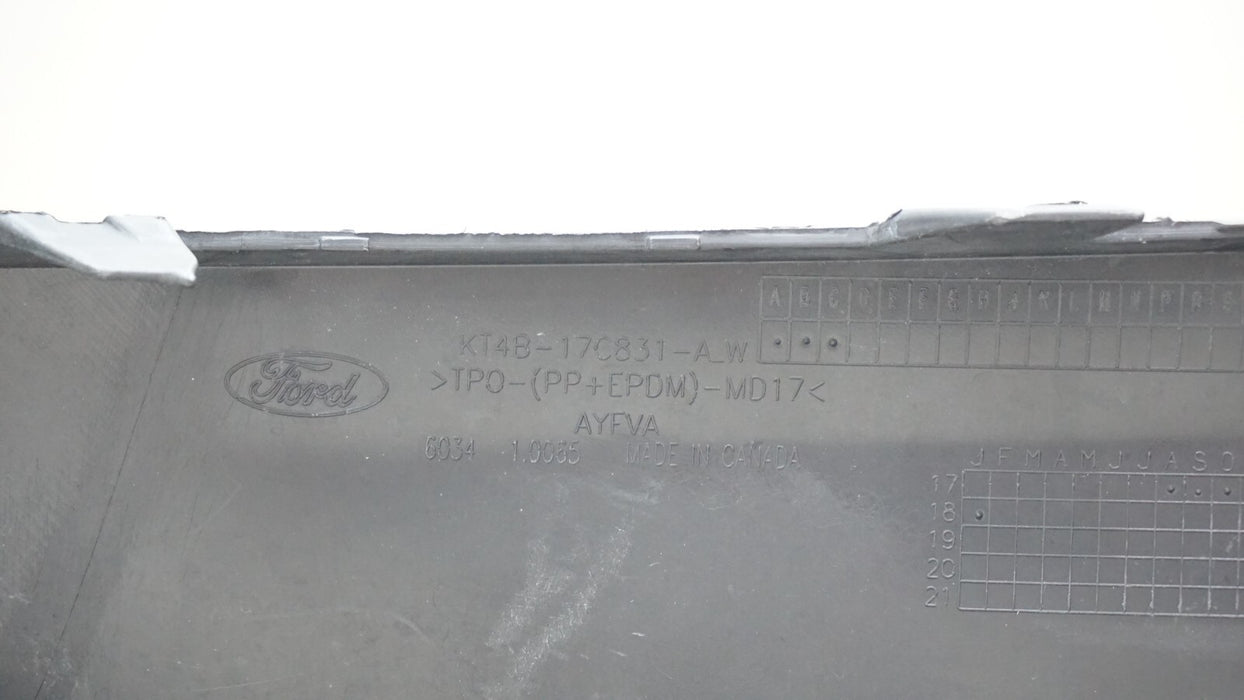 A B C D E F G H J K L M N P R S
KT4B-17C831-A_W
Ford
>TPO-(PP+EPDM)-MD17<
AYFVA
6034 1.0065 MADE IN CANADA
J F M A M J J A S O
17
18
19
20
21